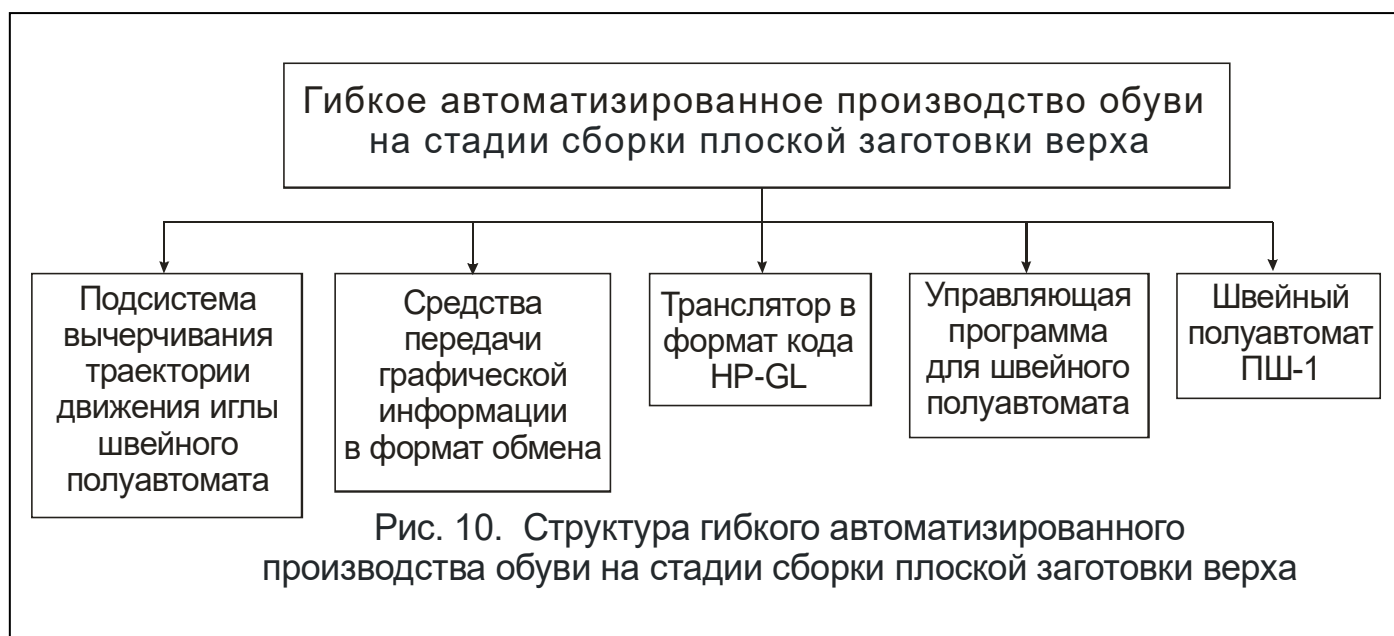 Гибкое автоматизированное производство обуви
на стадии сборки плоской заготовки верха
Подсистема
вычерчивания
траектории
движения иглы
швейного
полуавтомата
Средства
передачи
графической
информации
в формат обмена
Транслятор в
формат кода
HP-GL
Управляющая
программа
для швейного
полуавтомата
Швейный
полуавтомат
ПШ-1
Рис. 10. Структура гибкого автоматизированного
производства обуви на стадии сборки плоской заготовки верха